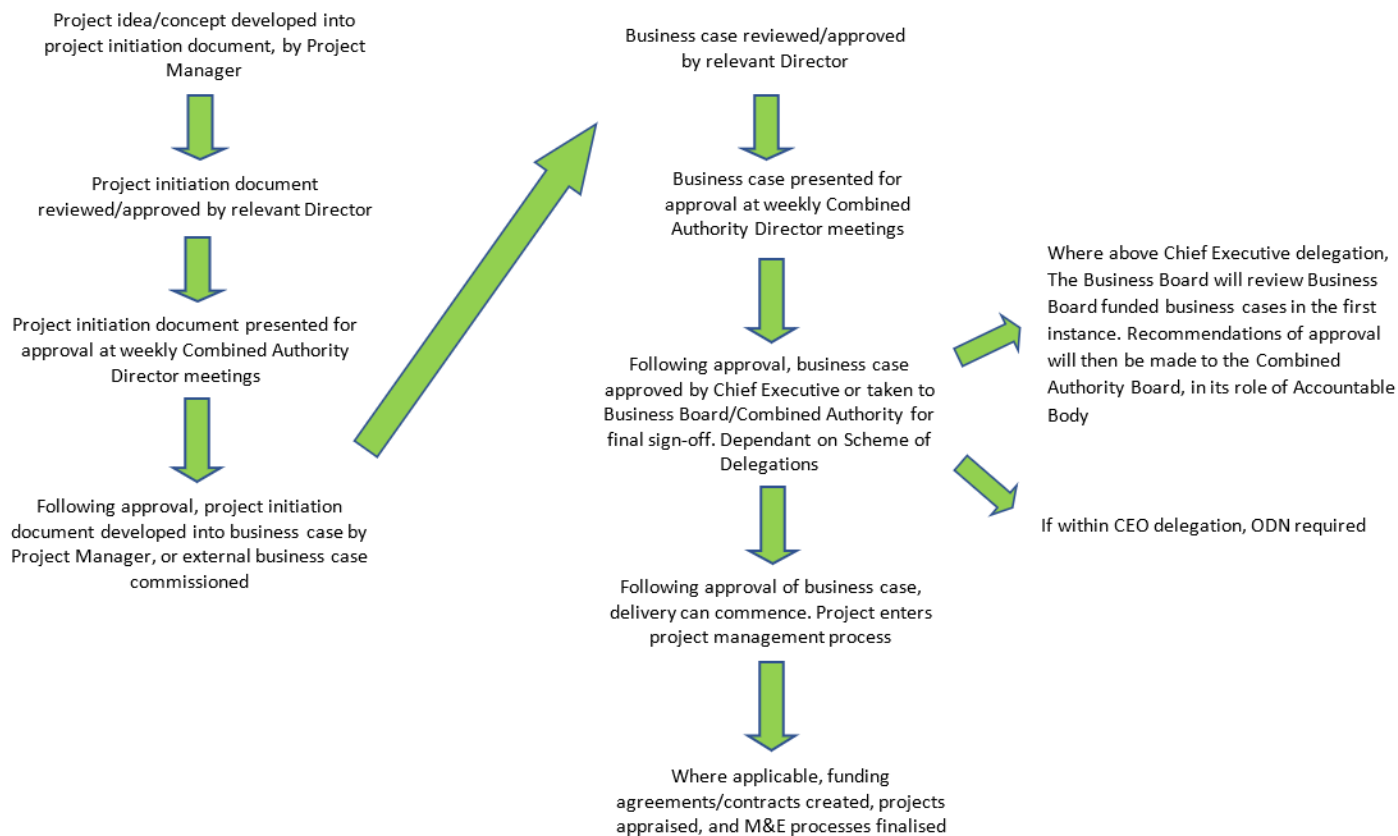 Project idea/concept developed into
project initiation document, by Project
Manager
Project initiation document
reviewed/approved by relevant Director
Project initiation document presented for
approval at weekly Combined Authority
Director meetings
Following approval, project initiation
document developed into business case by
Project Manager, or external business case
commissioned
Business case reviewed/approved
by relevant Director
Business case presented for
approval at weekly Combined
Authority Director meetings
Following approval, business case
approved by Chief Executive or taken to
Business Board/Combined Authority for
final sign-off. Dependant on Scheme of
Delegations
Where above Chief Executive delegation,
The Business Board will review Business
Board funded business cases in the first
instance. Recommendations of approval
will then be made to the Combined
Authority Board, in its role of Accountable
Body
If within CEO delegation, ODN required
Following approval of business case,
delivery can commence. Project enters
project management process
Where applicable, funding
agreements/contracts created, projects
appraised, and M&E processes finalised